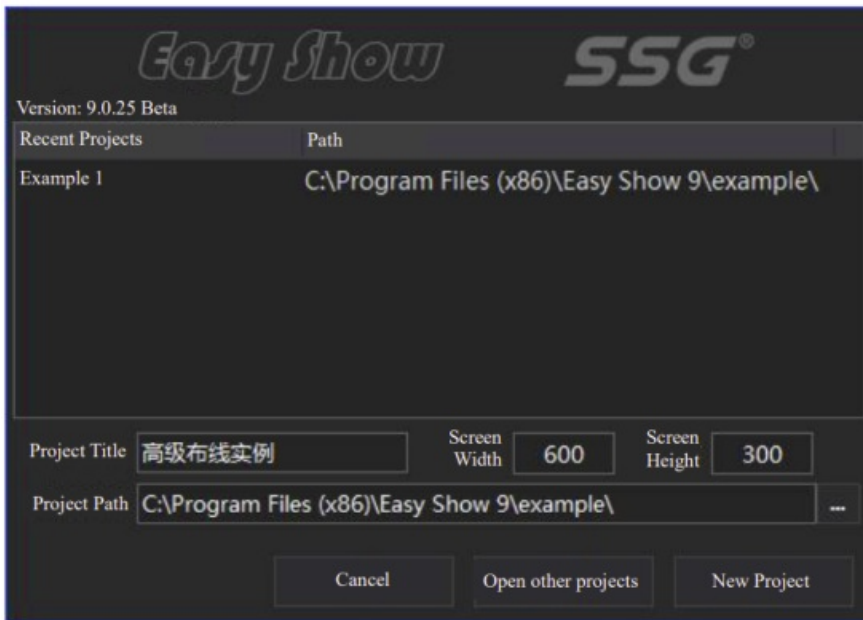 Easy Show SSG®
Version: 9.0.25 Beta
Recent Projects Path
Example 1 C:\Program Files (x86)\Easy Show 9\example\
Project Title 高级布线实例 Screen Width 600 Screen Height 300
Project Path C:\Program Files (x86)\Easy Show 9\example\ ...
Cancel Open other projects New Project